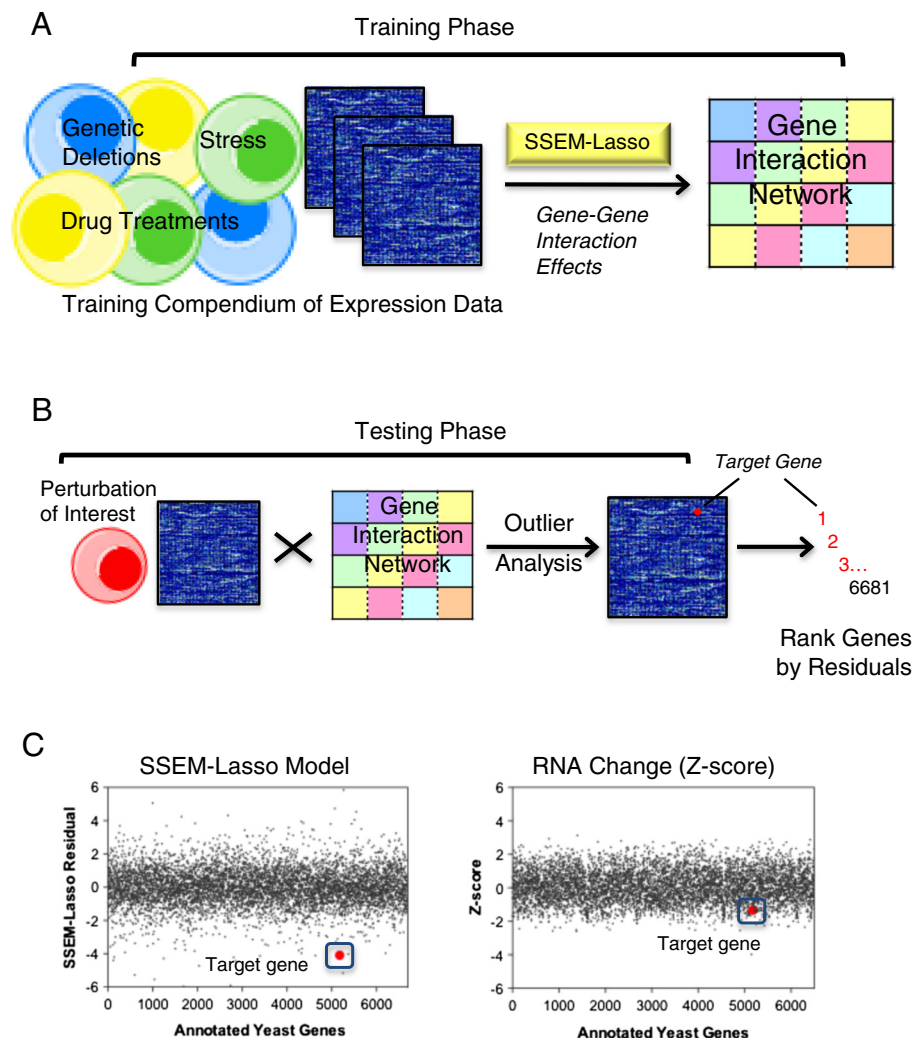 A
Training Phase
Genetic
Deletions
Stress
Drug Treatments
Training Compendium of Expression Data
SSEM-Lasso
Gene-Gene
Interaction
Effects
Gene
Interaction
Network
B
Testing Phase
Perturbation
of Interest
Gene
Interaction
Network
Outlier
Analysis
Target Gene
1
2
3...
6681
Rank Genes
by Residuals
C
SSEM-Lasso Model
SSEM-Lasso Residual
6
4
2
0
-2
-4
-6
Target gene
0 1000 2000 3000 4000 5000 6000
Annotated Yeast Genes
RNA Change (Z-score)
Z-score
6
4
2
0
-2
-4
-6
Target gene
0 1000 2000 3000 4000 5000 6000
Annotated Yeast Genes